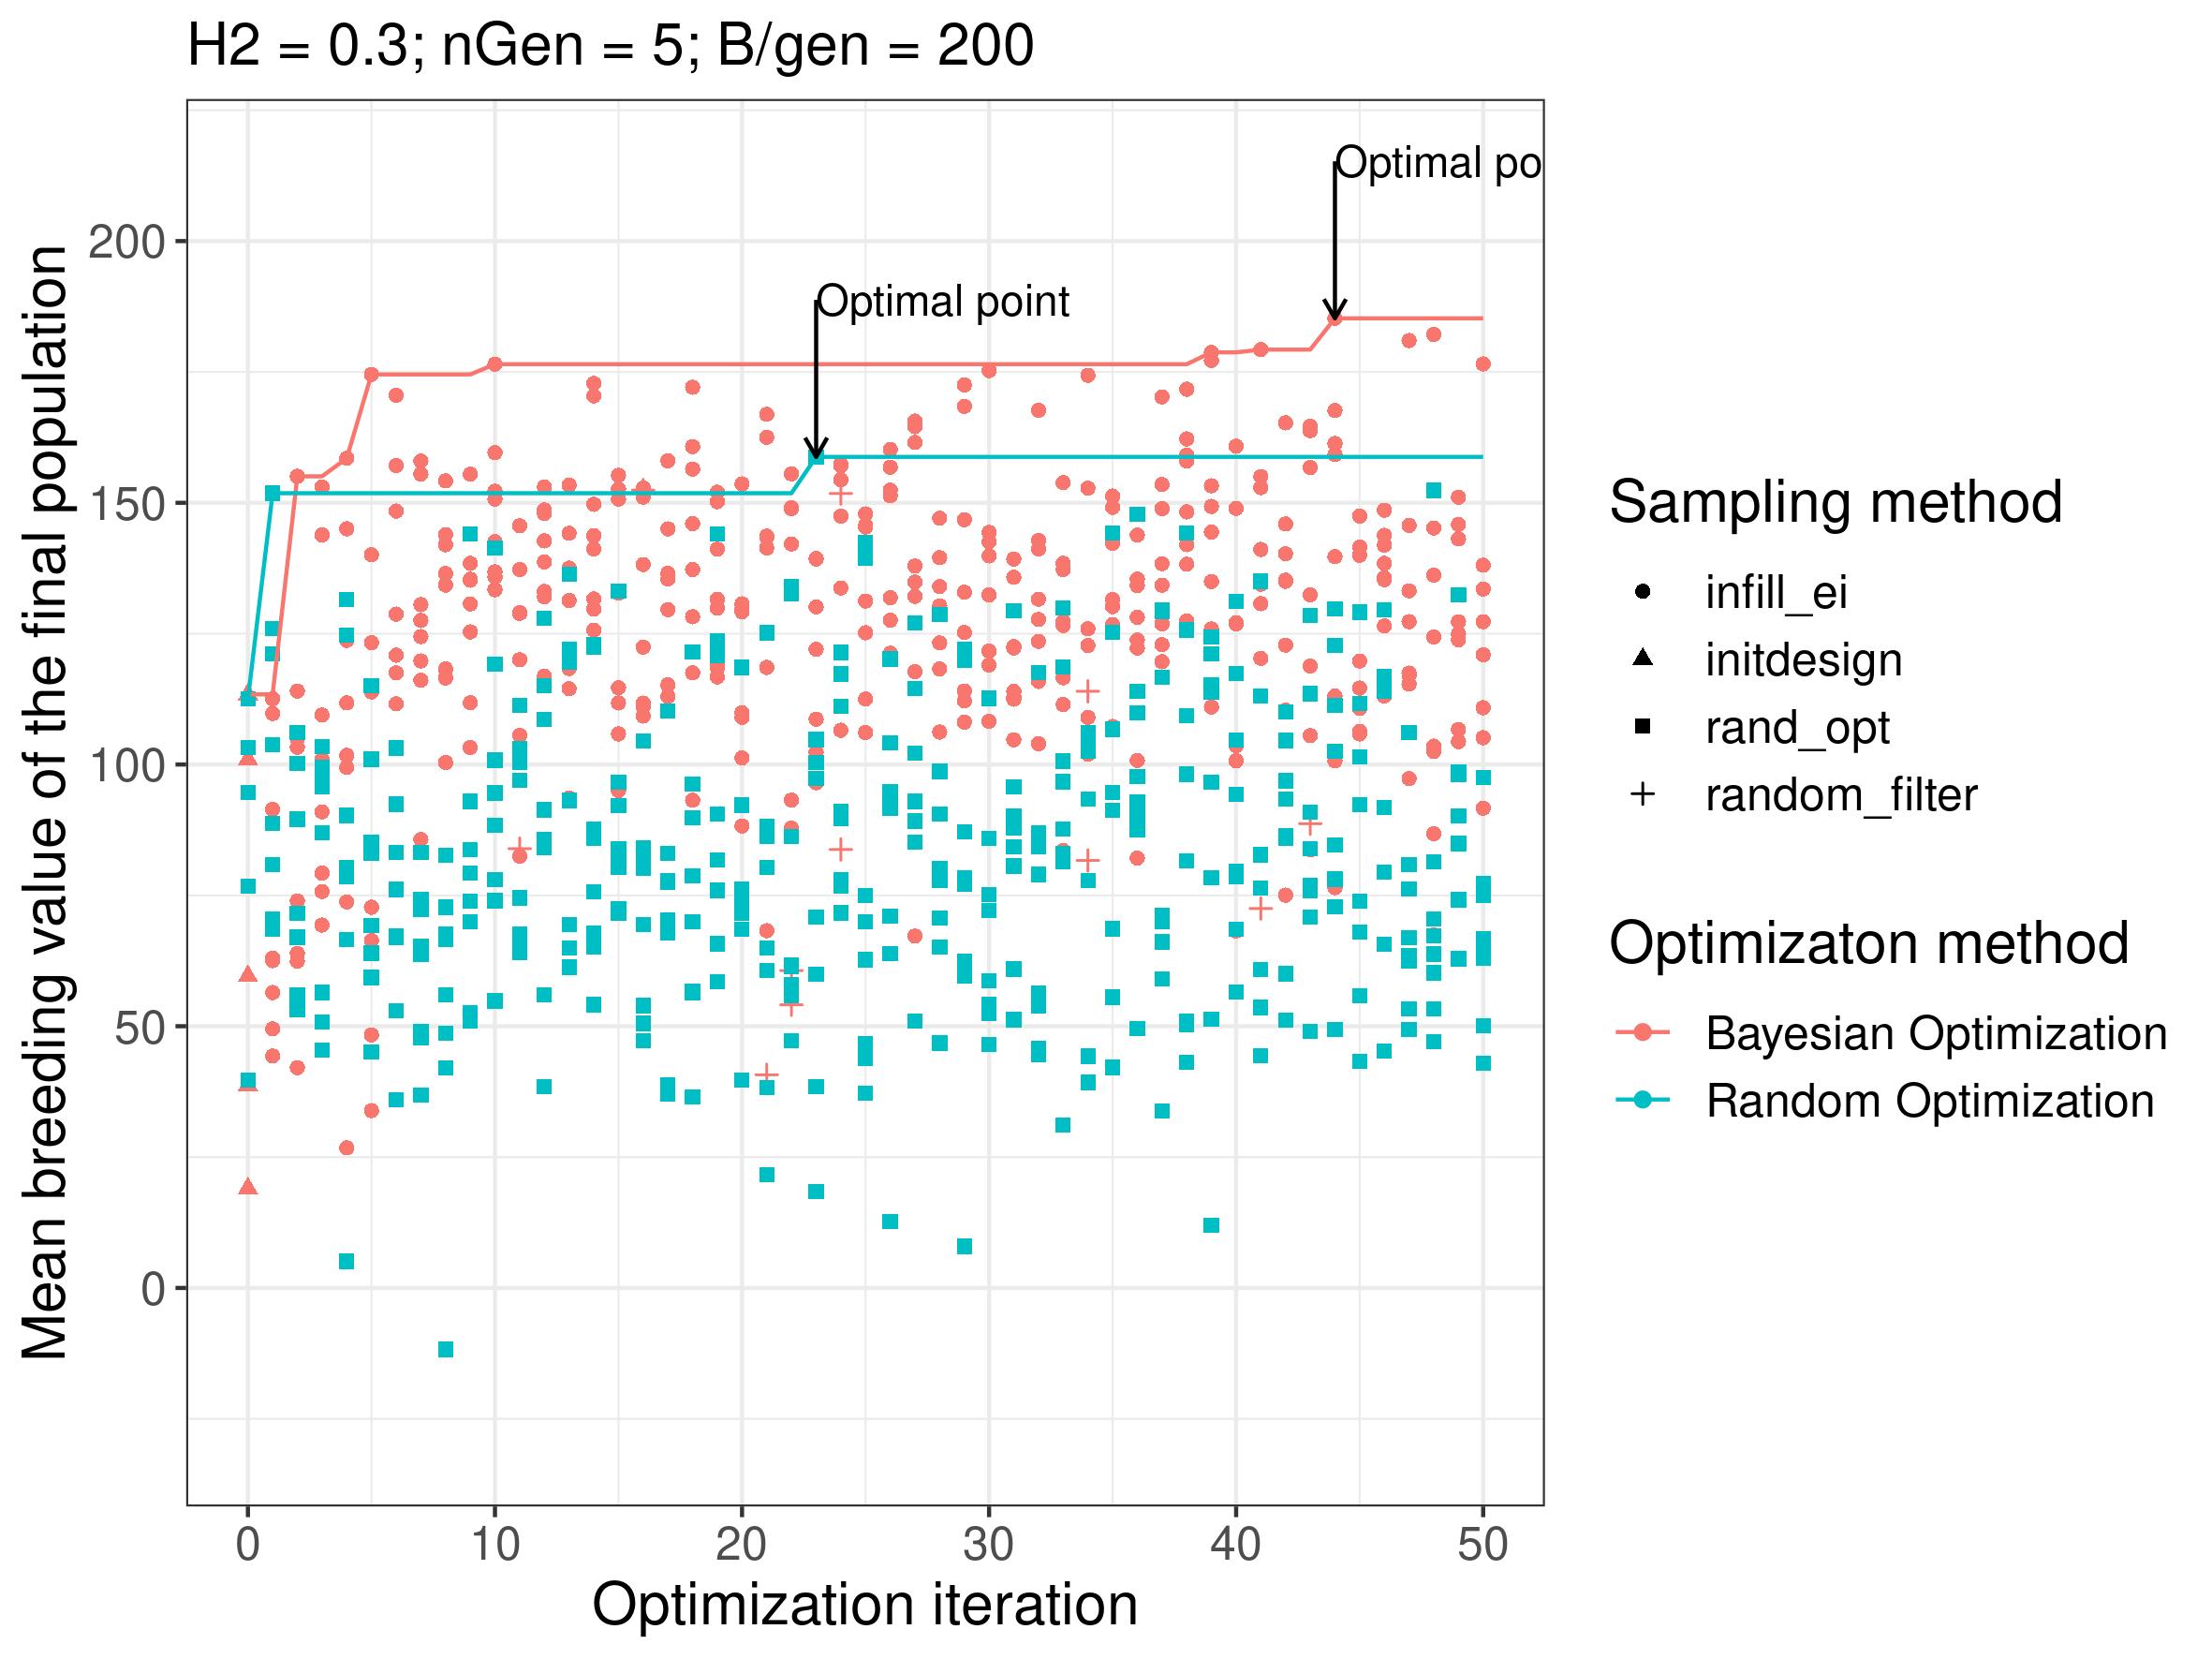 H2 = 0.3; nGen = 5; B/gen = 200
Optimal po
Optimal point
Mean breeding value of the final population
200
150
100
50
0
0 10 20 30 40 50
Optimization iteration
Sampling method
infill_ei
initdesign
rand_opt
random_filter
Optimizaton method
Bayesian Optimization
Random Optimization